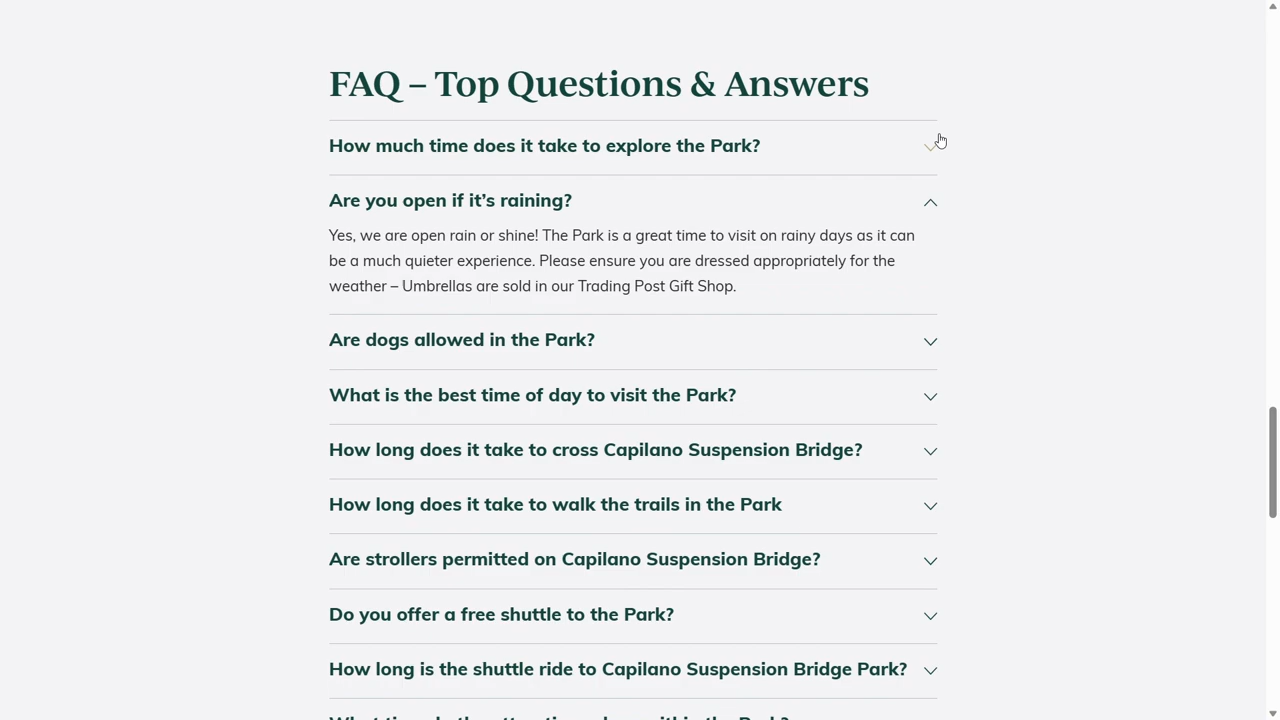 FAQ – Top Questions & Answers
How much time does it take to explore the Park?
Are you open if it’s raining?
Yes, we are open rain or shine! The Park is a great time to visit on rainy days as it can
be a much quieter experience. Please ensure you are dressed appropriately for the
weather – Umbrellas are sold in our Trading Post Gift Shop.
Are dogs allowed in the Park?
What is the best time of day to visit the Park?
How long does it take to cross Capilano Suspension Bridge?
How long does it take to walk the trails in the Park
Are strollers permitted on Capilano Suspension Bridge?
Do you offer a free shuttle to the Park?
How long is the shuttle ride to Capilano Suspension Bridge Park?